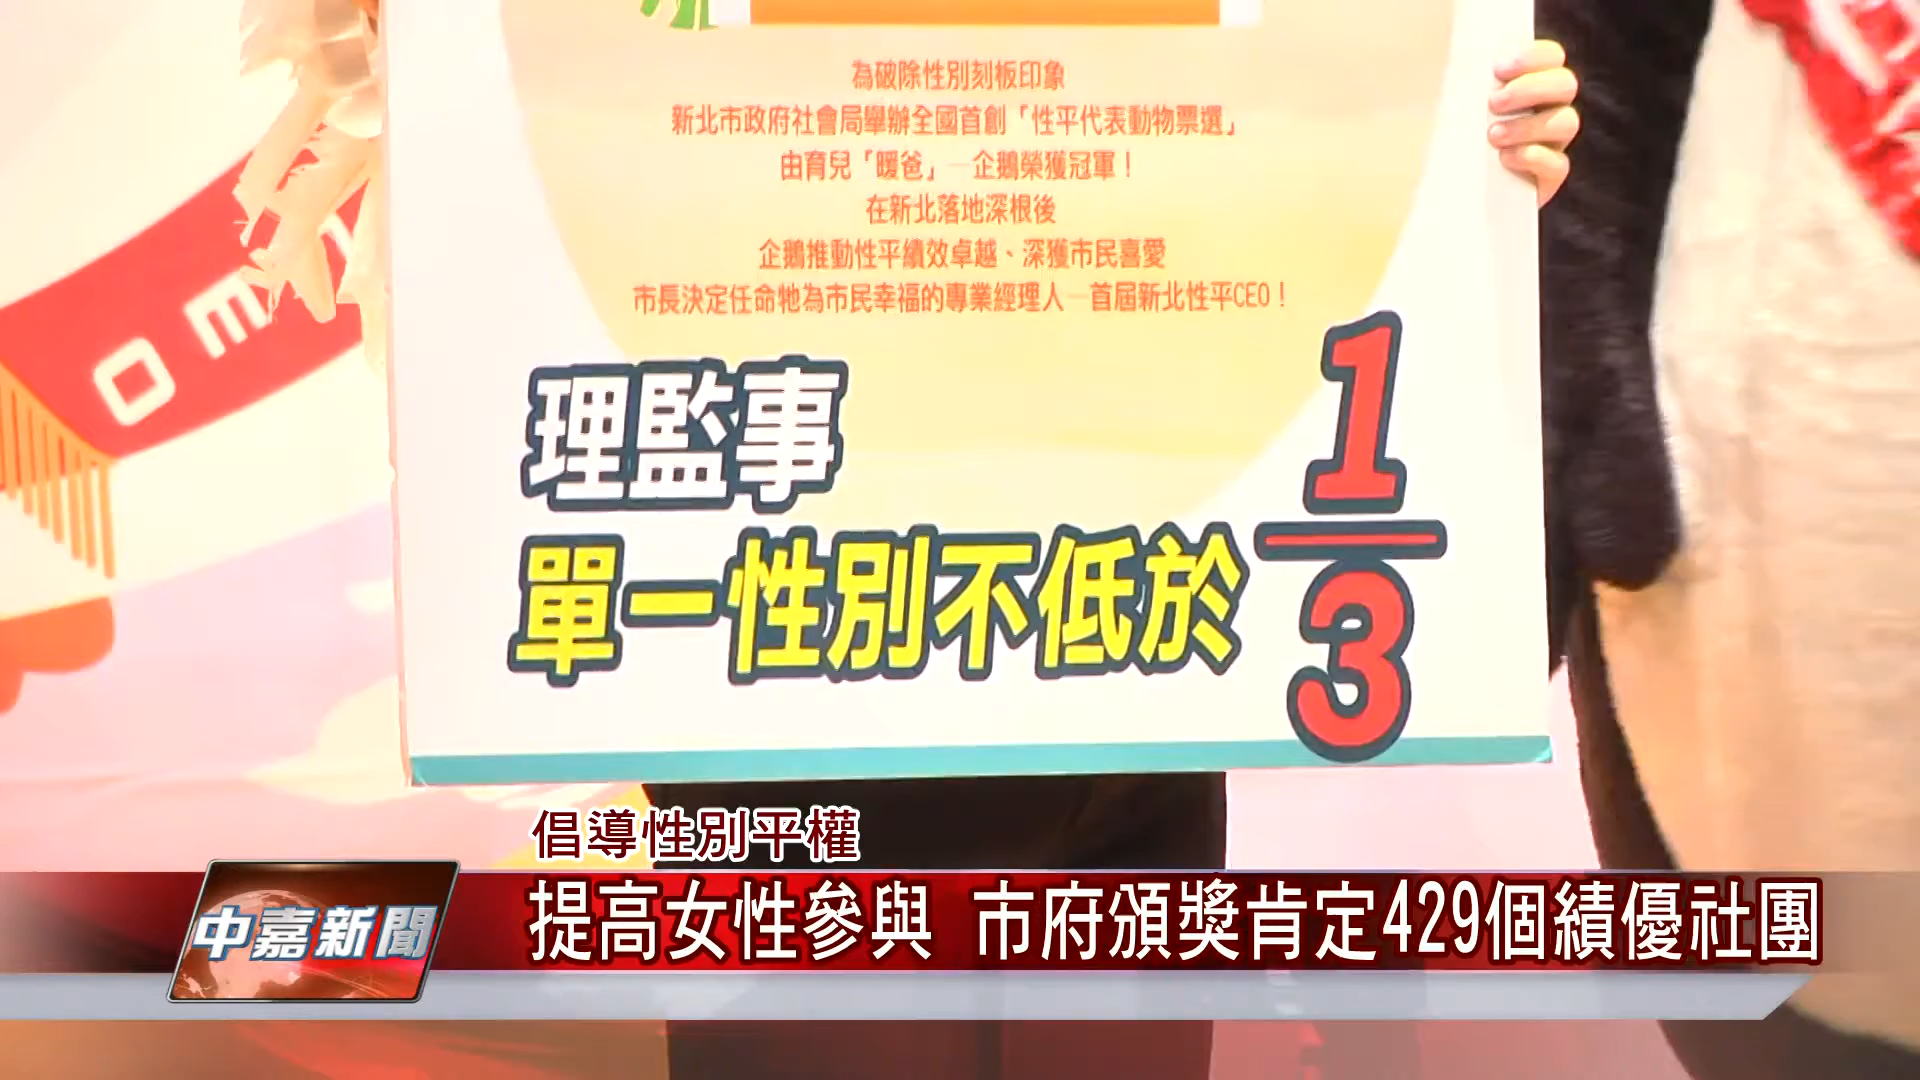 為破除性別刻板印象
新北市政府社會局舉辦全國首創「性平代表動物票選」
由育兒「暖爸」—企鵝榮獲冠軍！
在新北落地深根後
企鵝推動性平績效卓越、深獲市民喜愛
市長決定任命牠為市民幸福的專業經理人—首屆新北性平CEO！
理監事
單一性別不低於
1
3
倡導性別平權
提高女性參與 市府頒獎肯定429個績優社團
中嘉新聞